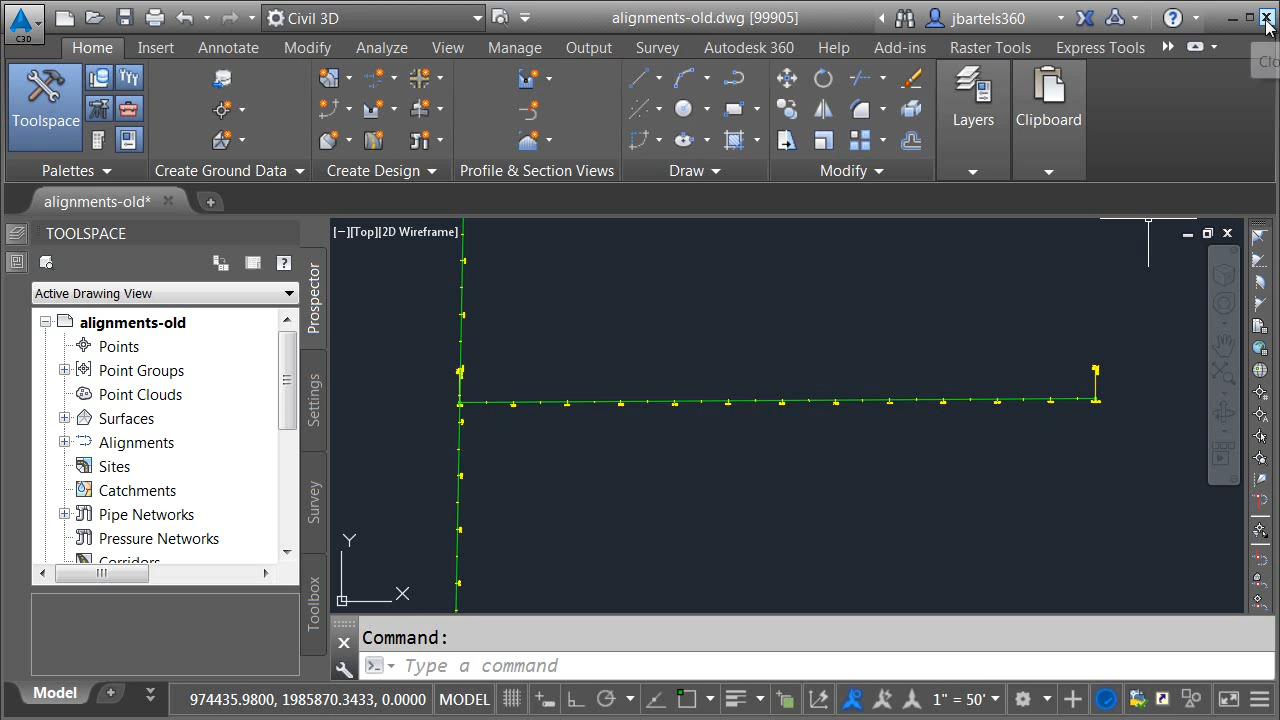 C3D
Civil 3D
alignments-old.dwg [99905]
jbartels360
Home Insert Annotate Modify Analyze View Manage Output Survey Autodesk 360 Help Add-ins Raster Tools Express Tools
Clo
Toolspace
Layers
Clipboard
Palettes
Create Ground Data
Create Design
Profile & Section Views
Draw
Modify
alignments-old*
TOOLSPACE
[−][Top][2D Wireframe]
Active Drawing View
alignments-old
Points
Point Groups
Point Clouds
Surfaces
Alignments
Sites
Catchments
Pipe Networks
Pressure Networks
Corridors
Prospector
Settings
Survey
Toolbox
Y
X
Command:
Type a command
Model
974435.9800, 1985870.3433, 0.0000 MODEL
1" = 50'